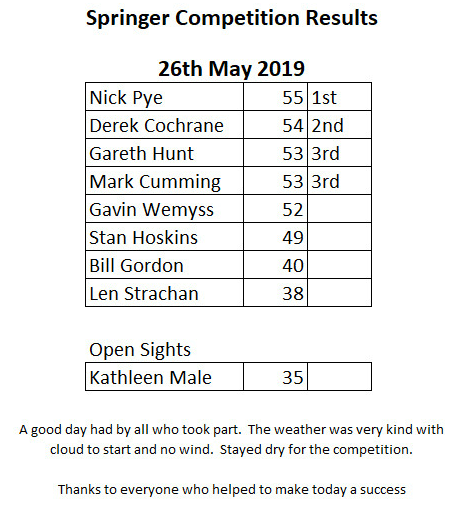 Springer Competition Results
26th May 2019
Nick Pye 55 1st
Derek Cochrane 54 2nd
Gareth Hunt 53 3rd
Mark Cumming 53 3rd
Gavin Wemyss 52
Stan Hoskins 49
Bill Gordon 40
Len Strachan 38
Open Sights
Kathleen Male 35
A good day had by all who took part.  The weather was very kind with
cloud to start and no wind.  Stayed dry for the competition.
Thanks to everyone who helped to make today a success